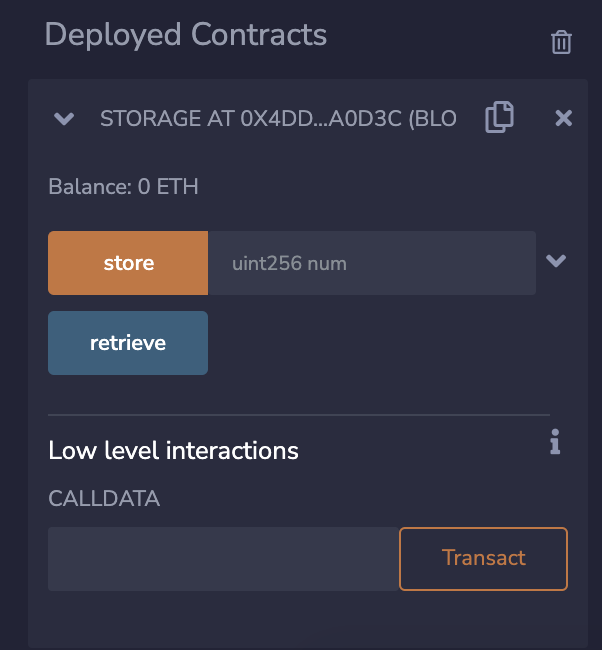 Deployed Contracts
STORAGE AT 0X4DD...A0D3C (BLO
Balance: 0 ETH
store uint256 num
retrieve
Low level interactions
CALLDATA
Transact